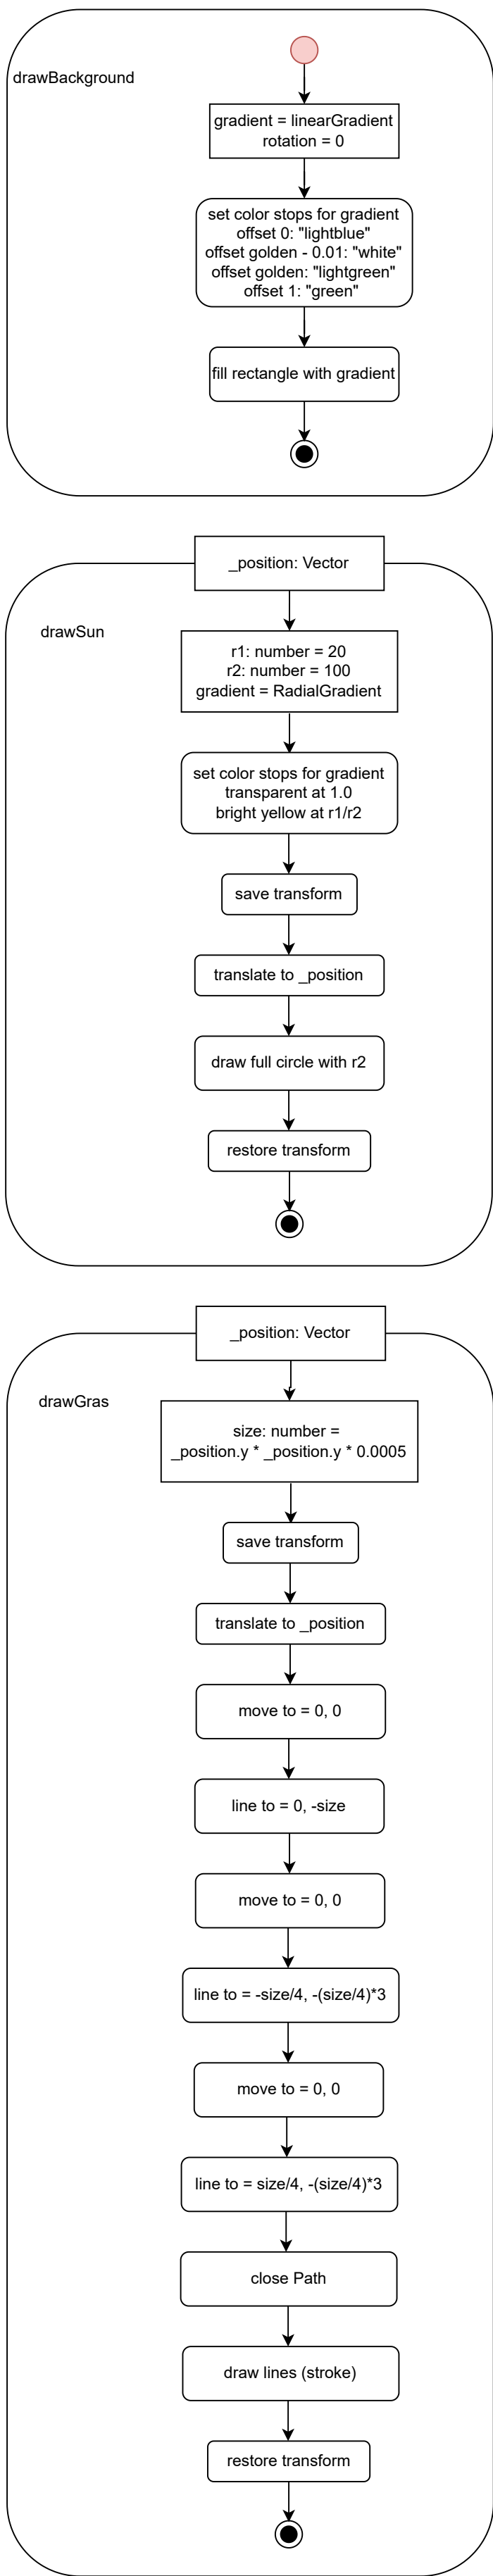 drawBackground
gradient = linearGradient
rotation = 0
set color stops for gradient
offset 0: "lightblue"
offset golden - 0.01: "white"
offset golden: "lightgreen"
offset 1: "green"
fill rectangle with gradient
_position: Vector
drawSun
r1: number = 20
r2: number = 100
gradient = RadialGradient
set color stops for gradient
transparent at 1.0
bright yellow at r1/r2
save transform
translate to _position
draw full circle with r2
restore transform
_position: Vector
drawGras
size: number =
_position.y * _position.y * 0.0005
save transform
translate to _position
move to = 0, 0
line to = 0, -size
move to = 0, 0
line to = -size/4, -(size/4)*3
move to = 0, 0
line to = size/4, -(size/4)*3
close Path
draw lines (stroke)
restore transform